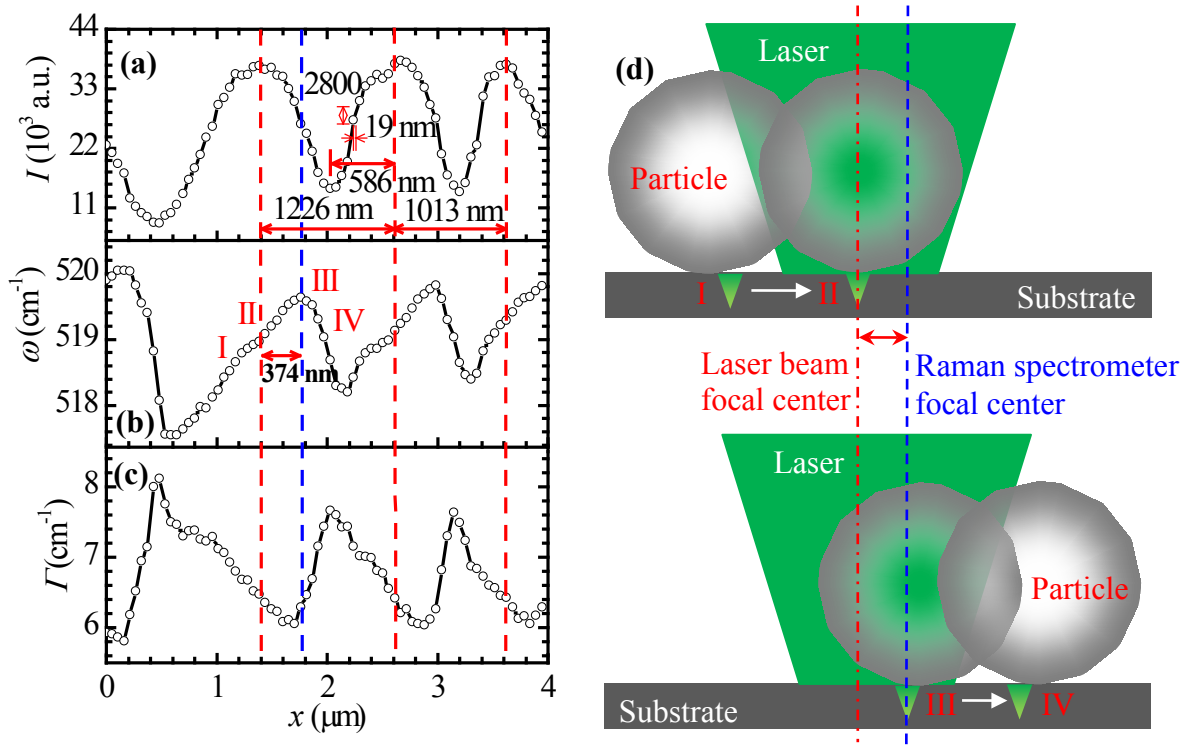 (a)
I (10³ a.u.)
44
33
22
11
2800
19 nm
586 nm
1226 nm
1013 nm
(b)
ω (cm⁻¹)
520
519
518
I
II
III
IV
374 nm
(c)
Γ (cm⁻¹)
8
7
6
0
1
2
3
4
x (μm)
(d)
Laser
Particle
I
II
Substrate
Laser beam
focal center
Raman spectrometer
focal center
Laser
Particle
Substrate
III
IV